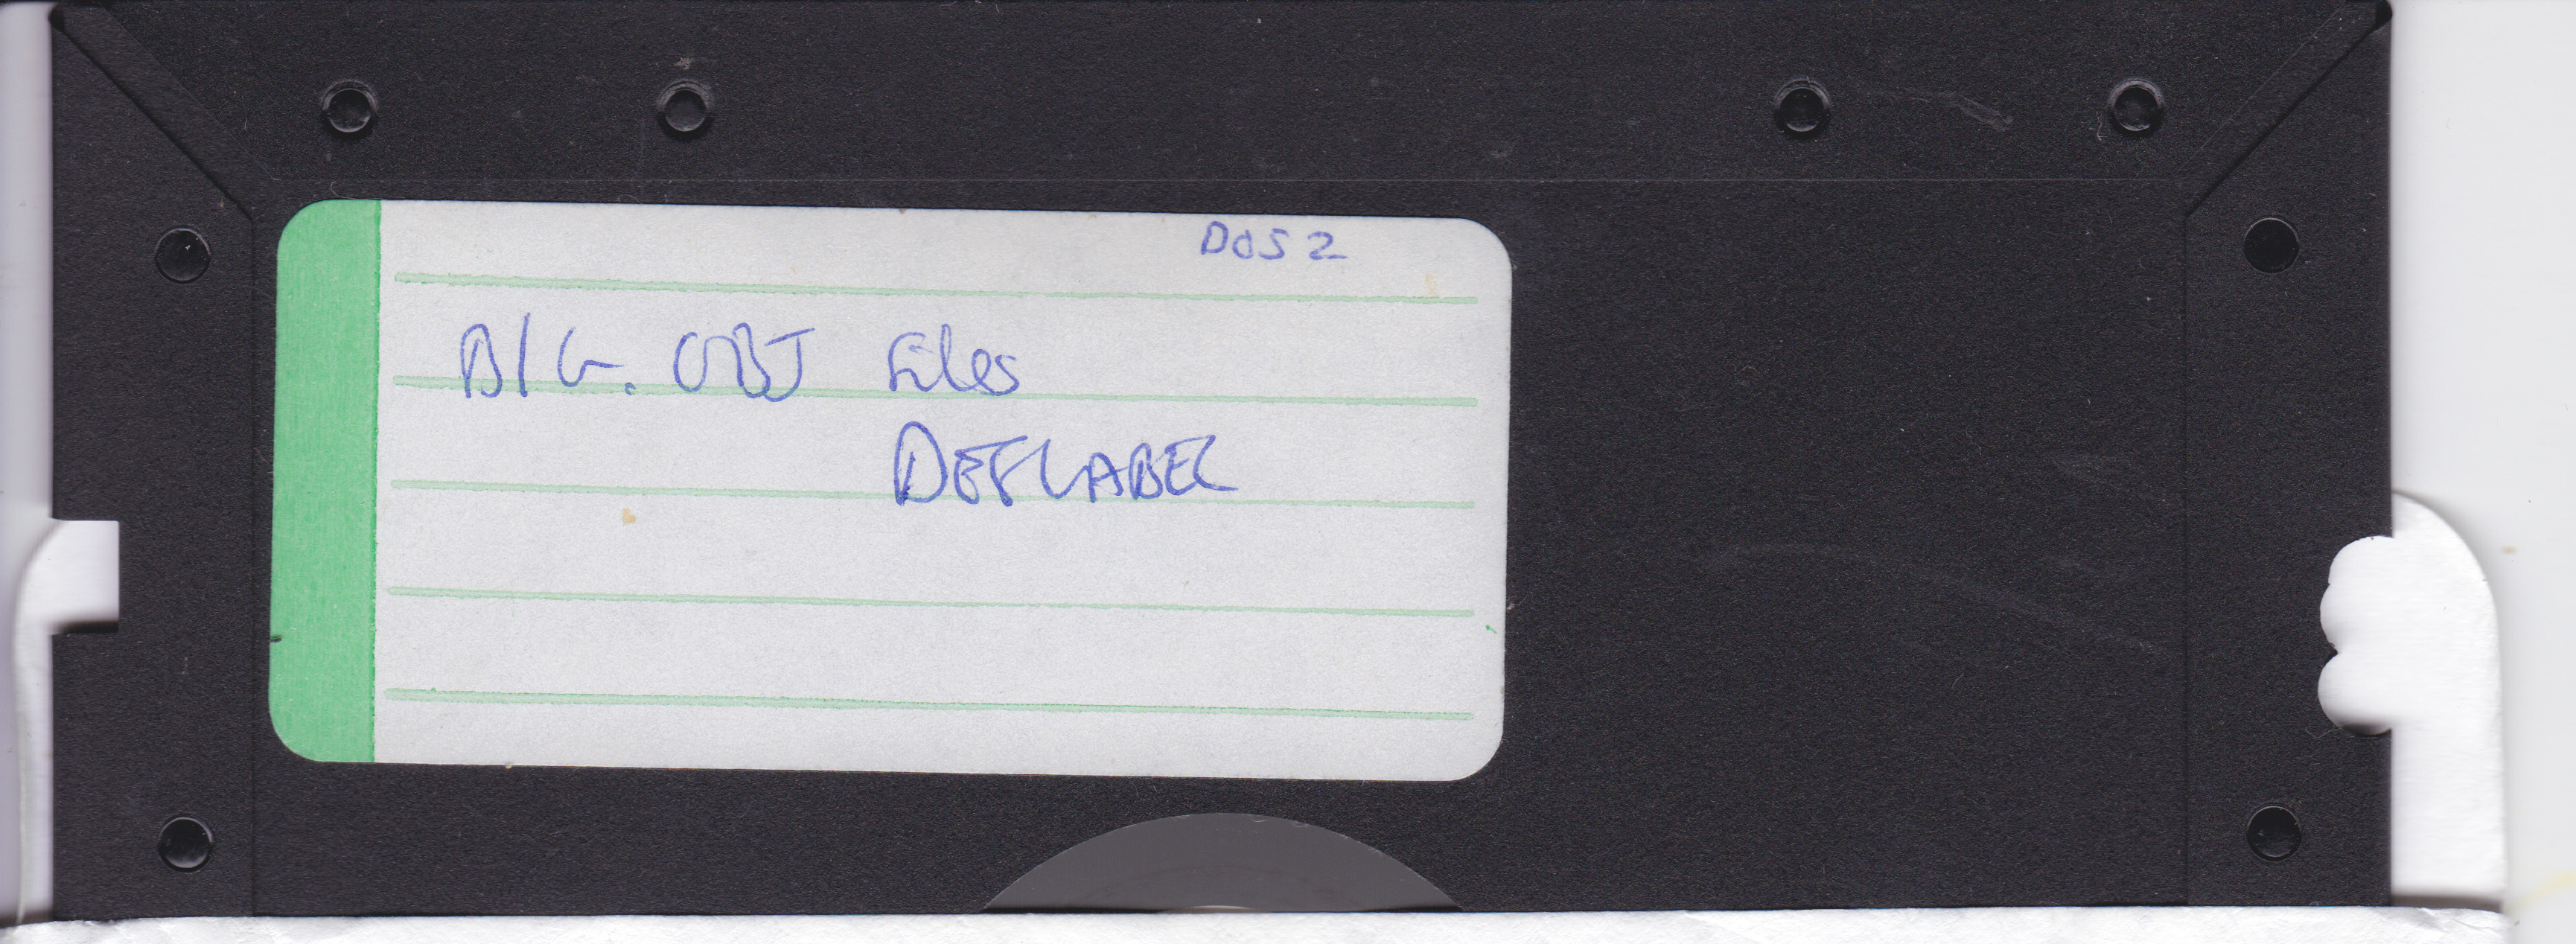 DOS 2
B/G. OBJ Files
DEFLABEL